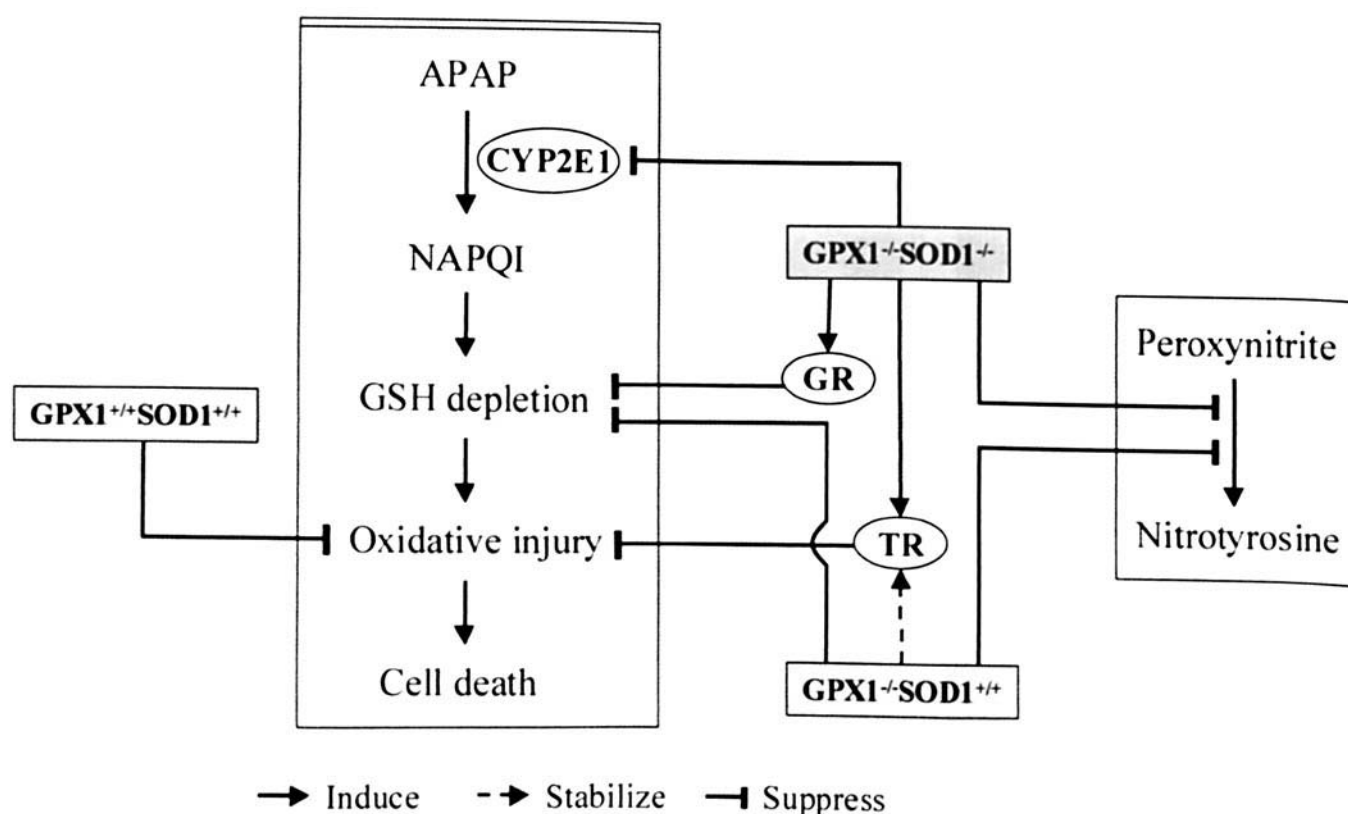 APAP
CYP2E1
NAPQI
GPX1-/-SOD1-/-
Peroxynitrite
GR
GSH depletion
GPX1+/+SOD1+/+
Oxidative injury
TR
Nitrotyrosine
Cell death
GPX1-/-SOD1+/+
Induce
Stabilize
Suppress